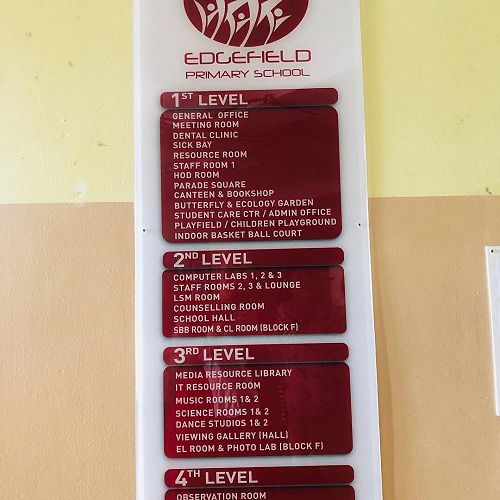 EDGEFIELD
PRIMARY SCHOOL
1ST LEVEL
GENERAL OFFICE
MEETING ROOM
DENTAL CLINIC
SICK BAY
RESOURCE ROOM
STAFF ROOM 1
HOD ROOM
PARADE SQUARE
CANTEEN & BOOKSHOP
BUTTERFLY & ECOLOGY GARDEN
STUDENT CARE CTR / ADMIN OFFICE
PLAYFIELD / CHILDREN PLAYGROUND
INDOOR BASKET BALL COURT
2ND LEVEL
COMPUTER LABS 1, 2 & 3
STAFF ROOMS 2, 3 & LOUNGE
LSM ROOM
COUNSELLING ROOM
SCHOOL HALL
SBB ROOM & CL ROOM (BLOCK F)
3RD LEVEL
MEDIA RESOURCE LIBRARY
IT RESOURCE ROOM
MUSIC ROOMS 1 & 2
SCIENCE ROOMS 1 & 2
DANCE STUDIOS 1 & 2
VIEWING GALLERY (HALL)
EL ROOM & PHOTO LAB (BLOCK F)
4TH LEVEL
OBSERVATION ROOM